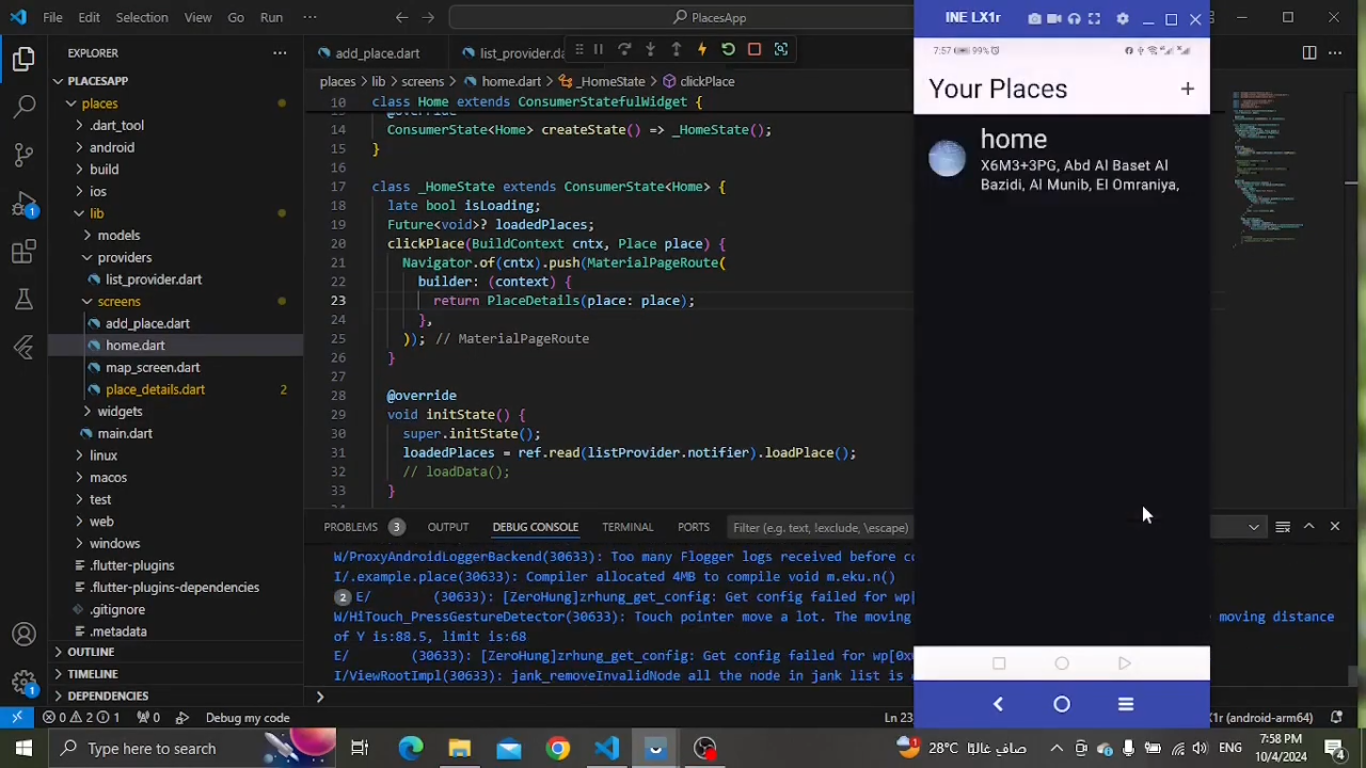 File Edit Selection View Go Run ··· PlacesApp
EXPLORER
PLACESAPP
places
.dart_tool
android
build
ios
lib
models
providers
list_provider.dart
screens
add_place.dart
home.dart
map_screen.dart
place_details.dart 2
widgets
main.dart
linux
macos
test
web
windows
.flutter-plugins
.flutter-plugins-dependencies
.gitignore
.metadata
OUTLINE
TIMELINE
DEPENDENCIES
1
1
add_place.dart list_provider.da
places > lib > screens > home.dart > _HomeState > clickPlace
10 class Home extends ConsumerStatefulWidget {
14 ConsumerState<Home> createState() => _HomeState();
15 }
16
17 class _HomeState extends ConsumerState<Home> {
18 late bool isLoading;
19 Future<void>? loadedPlaces;
20 clickPlace(BuildContext cntx, Place place) {
21 Navigator.of(cntx).push(MaterialPageRoute(
22 builder: (context) {
23 return PlaceDetails(place: place);
24 },
25 )); // MaterialPageRoute
26 }
27
28 @override
29 void initState() {
30 super.initState();
31 loadedPlaces = ref.read(listProvider.notifier).loadPlace();
32 // loadData();
33 }
PROBLEMS 3 OUTPUT DEBUG CONSOLE TERMINAL PORTS Filter (e.g. text, !exclude, \escape)
W/ProxyAndroidLoggerBackend(30633): Too many Flogger logs received before co
I/.example.place(30633): Compiler allocated 4MB to compile void m.eku.n()
2 E/ (30633): [ZeroHung]zrhung_get_config: Get config failed for wp[
W/HiTouch_PressGestureDetector(30633): Touch pointer move a lot. The moving moving distance
of Y is:88.5, limit is:68
E/ (30633): [ZeroHung]zrhung_get_config: Get config failed for wp[0x
I/ViewRootImpl(30633): jank_removeInvalidNode all the node in jank list is
>
INE LX1r
7:57 99%
Your Places +
home
X6M3+3PG, Abd Al Baset Al
Bazidi, Al Munib, El Omraniya,
0 2 1 0 Debug my code Ln 23 X1r (android-arm64)
Type here to search
28°C صافٍ غالبًا ENG
7:58 PM
10/4/2024
4